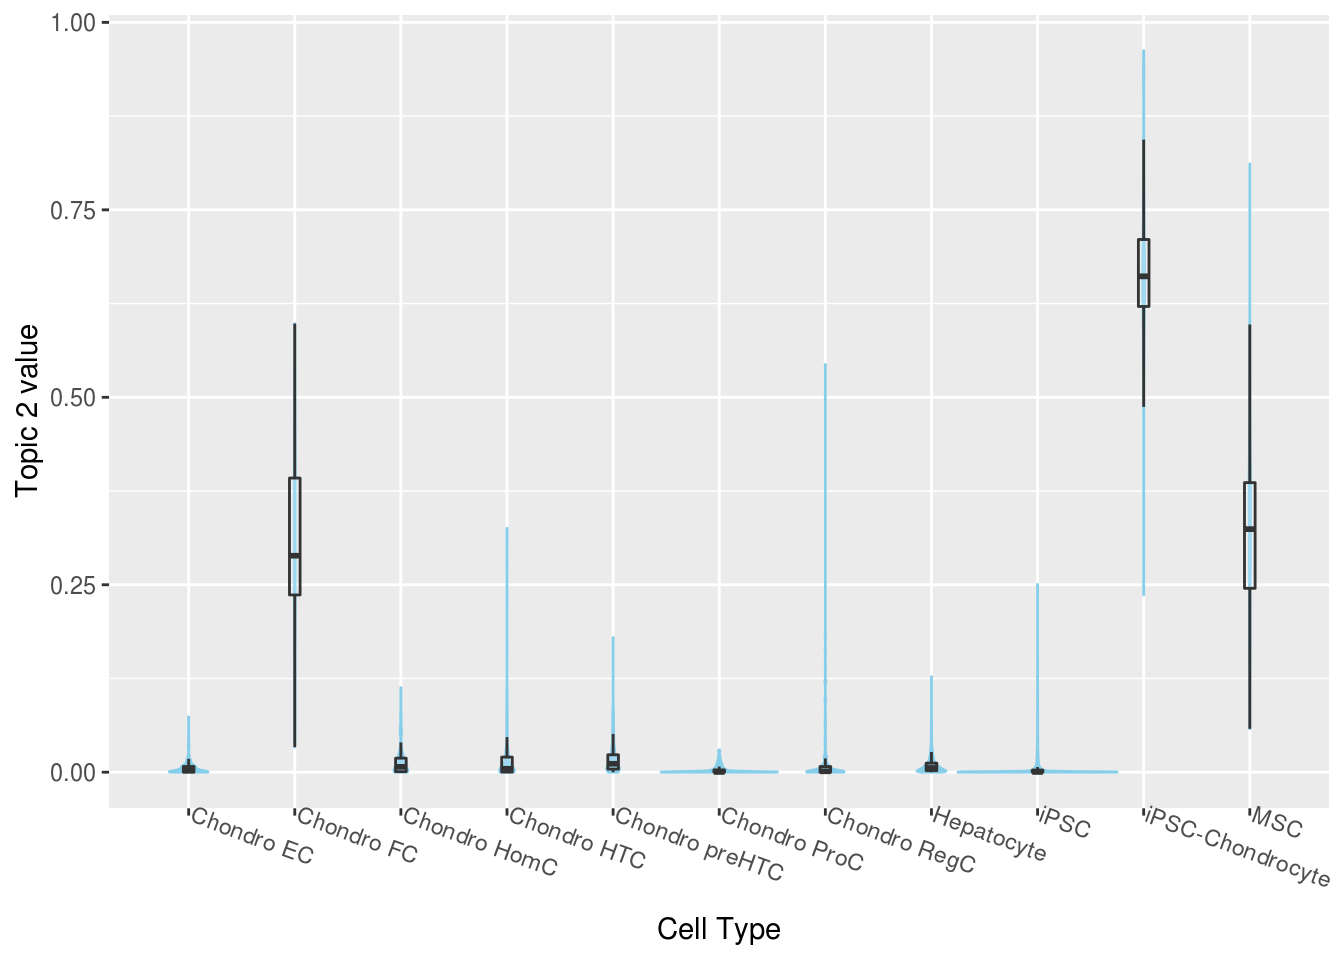 1.00
0.75
0.50
0.25
0.00
Topic 2 value
Chondro EC
Chondro FC
Chondro HomC
Chondro HTC
Chondro preHTC
Chondro ProC
Chondro RegC
Hepatocyte
iPSC
iPSC-Chondrocyte
MSC
Cell Type